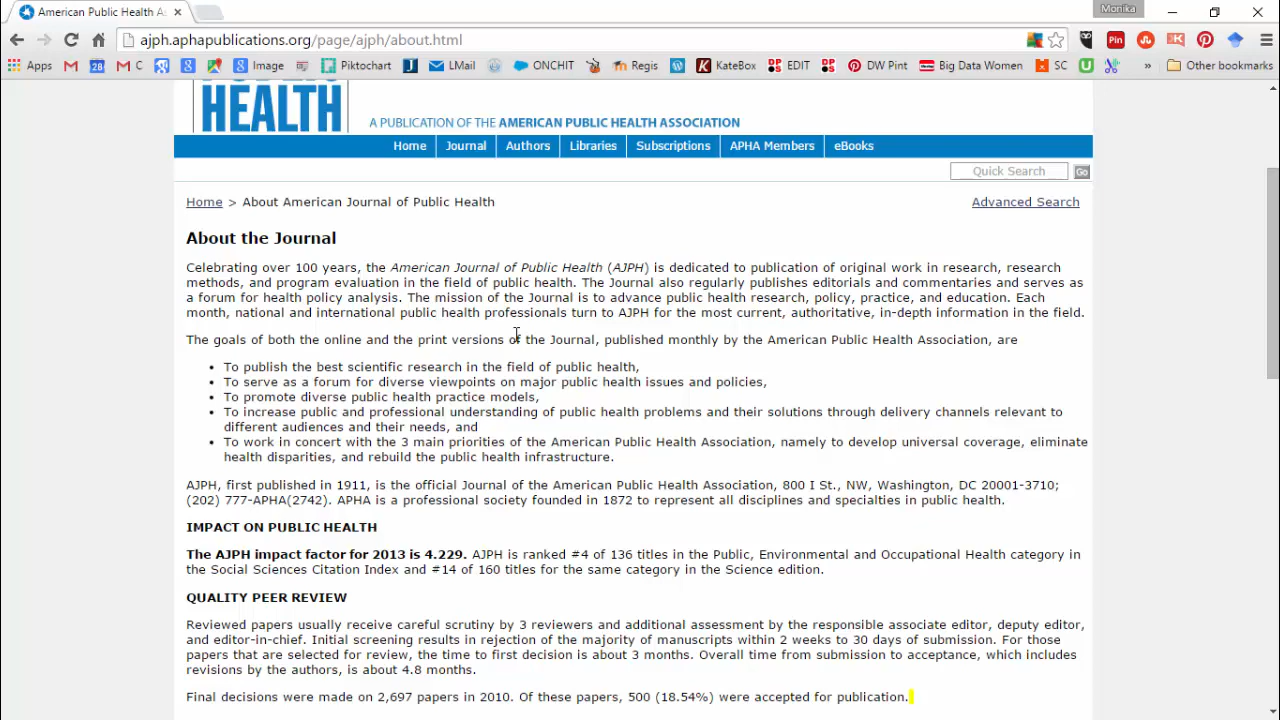 American Public Health As
Monika
ajph.aphapublications.org/page/ajph/about.html
Apps 28 C Image Piktochart LMail ONCHIT Regis KateBox EDIT DW Pint Big Data Women SC » Other bookmarks
HEALTH
A PUBLICATION OF THE AMERICAN PUBLIC HEALTH ASSOCIATION
Home Journal Authors Libraries Subscriptions APHA Members eBooks
Quick Search Go
Home > About American Journal of Public Health Advanced Search
About the Journal
Celebrating over 100 years, the American Journal of Public Health (AJPH) is dedicated to publication of original work in research, research
methods, and program evaluation in the field of public health. The Journal also regularly publishes editorials and commentaries and serves as
a forum for health policy analysis. The mission of the Journal is to advance public health research, policy, practice, and education. Each
month, national and international public health professionals turn to AJPH for the most current, authoritative, in-depth information in the field.
The goals of both the online and the print versions of the Journal, published monthly by the American Public Health Association, are
• To publish the best scientific research in the field of public health,
• To serve as a forum for diverse viewpoints on major public health issues and policies,
• To promote diverse public health practice models,
• To increase public and professional understanding of public health problems and their solutions through delivery channels relevant to
different audiences and their needs, and
• To work in concert with the 3 main priorities of the American Public Health Association, namely to develop universal coverage, eliminate
health disparities, and rebuild the public health infrastructure.
AJPH, first published in 1911, is the official Journal of the American Public Health Association, 800 I St., NW, Washington, DC 20001-3710;
(202) 777-APHA(2742). APHA is a professional society founded in 1872 to represent all disciplines and specialties in public health.
IMPACT ON PUBLIC HEALTH
The AJPH impact factor for 2013 is 4.229. AJPH is ranked #4 of 136 titles in the Public, Environmental and Occupational Health category in
the Social Sciences Citation Index and #14 of 160 titles for the same category in the Science edition.
QUALITY PEER REVIEW
Reviewed papers usually receive careful scrutiny by 3 reviewers and additional assessment by the responsible associate editor, deputy editor,
and editor-in-chief. Initial screening results in rejection of the majority of manuscripts within 2 weeks to 30 days of submission. For those
papers that are selected for review, the time to first decision is about 3 months. Overall time from submission to acceptance, which includes
revisions by the authors, is about 4.8 months.
Final decisions were made on 2,697 papers in 2010. Of these papers, 500 (18.54%) were accepted for publication.